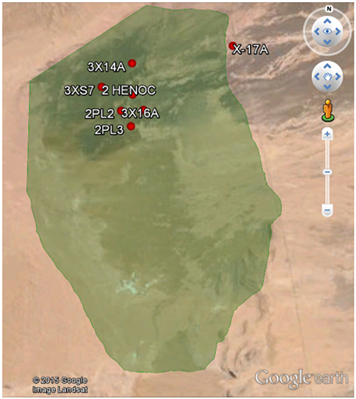 N
X-17A
3X14A
3XS7 2 HENOC
2PL2 3X16A
2PL3
© 2015 Google
Image Landsat
Google earth